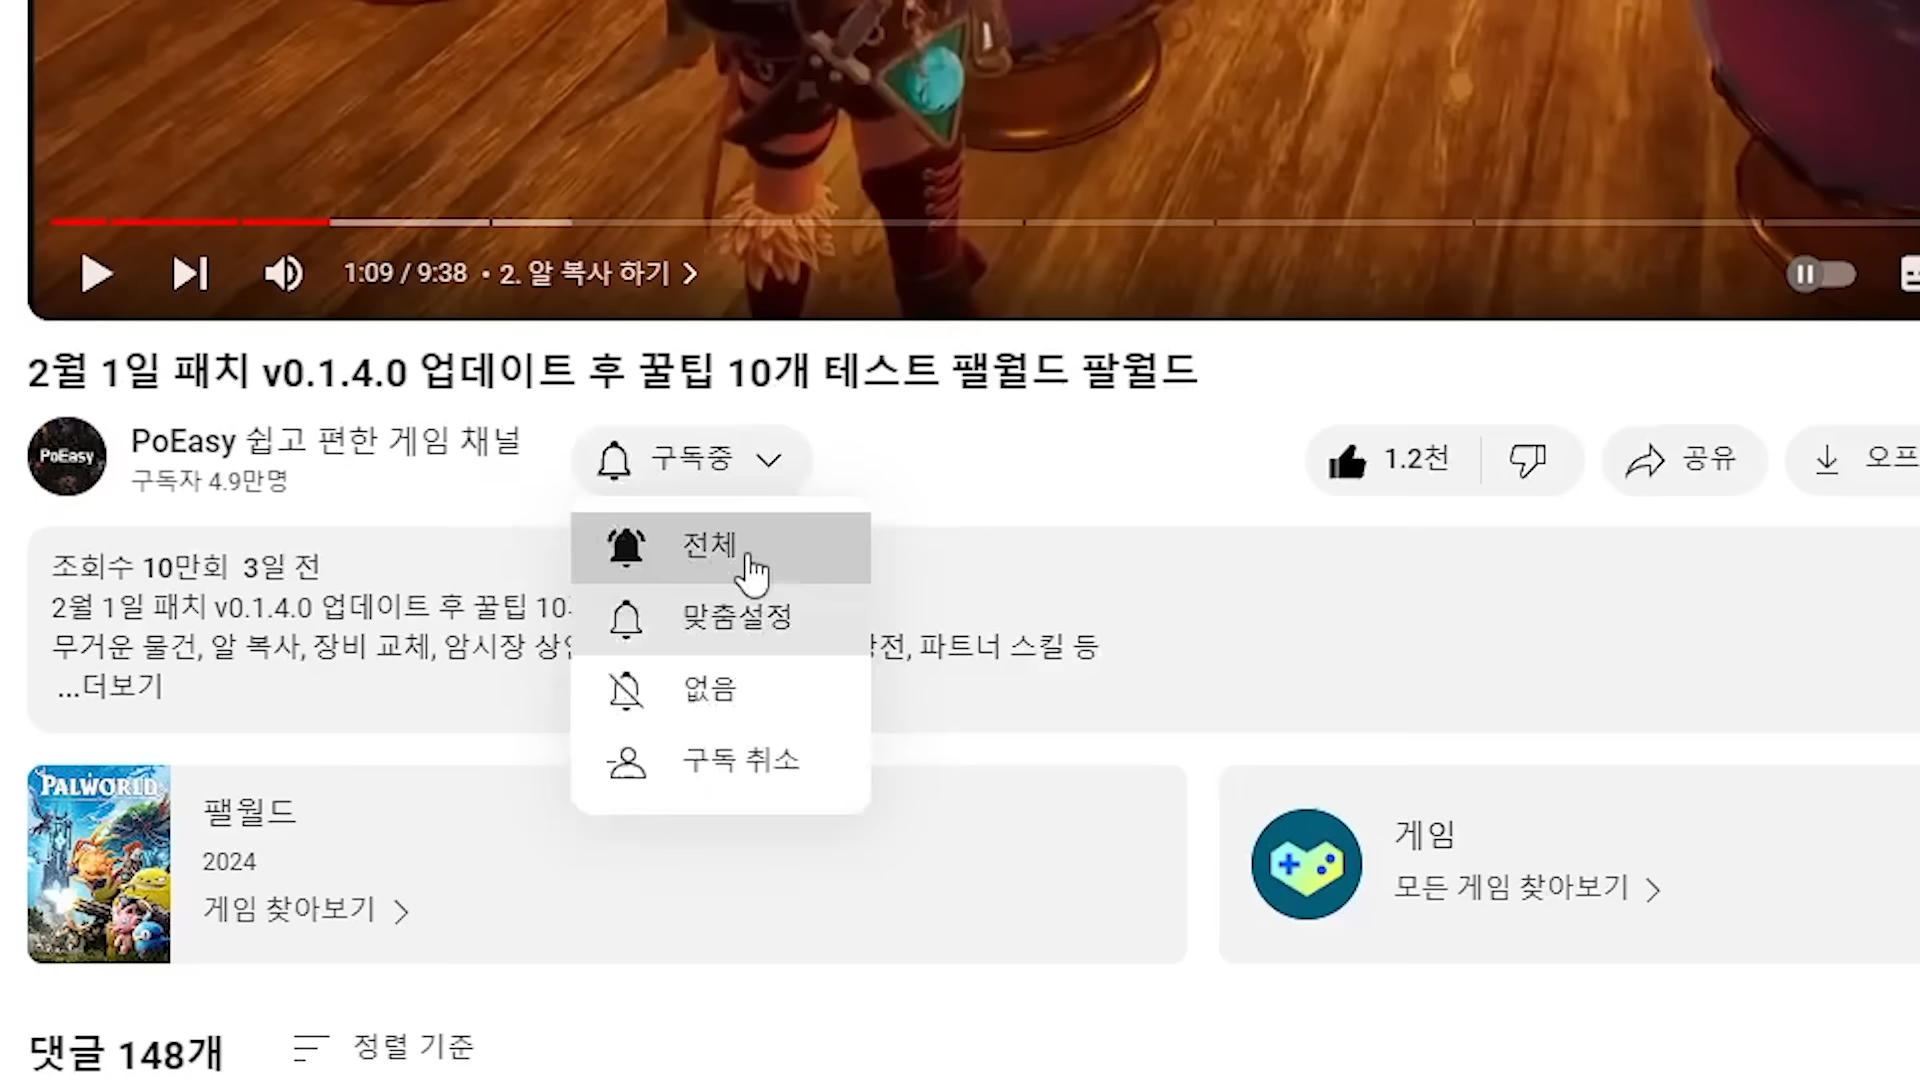 1:09 / 9:38 • 2. 알 복사 하기
2월 1일 패치 v0.1.4.0 업데이트 후 꿀팁 10개 테스트 팰월드 팔월드
PoEasy
PoEasy 쉽고 편한 게임 채널
구독자 4.9만명
구독중
1.2천
공유
오프
전체
맞춤설정
없음
구독 취소
조회수 10만회 3일 전
2월 1일 패치 v0.1.4.0 업데이트 후 꿀팁 10
무거운 물건, 알 복사, 장비 교체, 암시장 전, 파트너 스킬 등
...더보기
PALWORLD
팰월드
2024
게임 찾아보기
게임
모든 게임 찾아보기
댓글 148개
정렬 기준